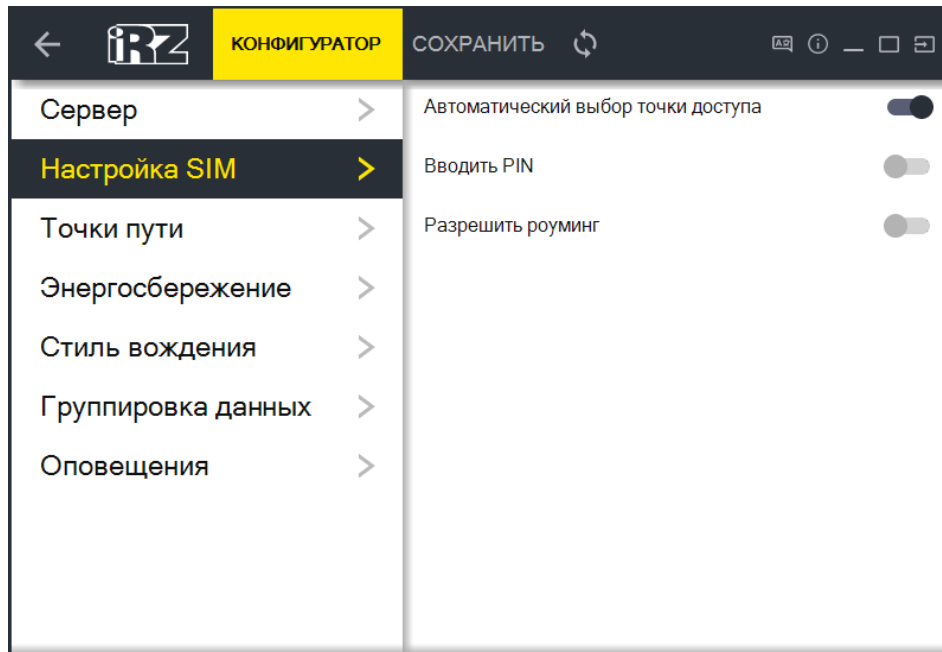 iRZ
КОНФИГУРАТОР
СОХРАНИТЬ
Сервер
Настройка SIM
Точки пути
Энергосбережение
Стиль вождения
Группировка данных
Оповещения
Автоматический выбор точки доступа
Вводить PIN
Разрешить роуминг